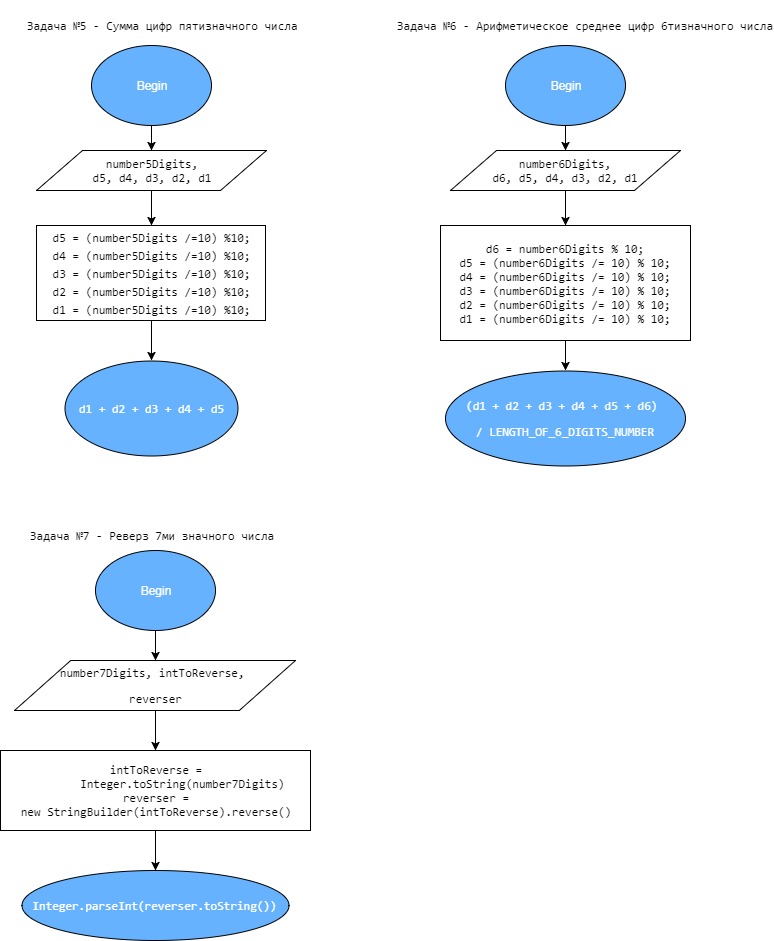 Задача №5 - Сумма цифр пятизначного числа
Begin
number5Digits,
d5, d4, d3, d2, d1
d5 = (number5Digits /=10) %10;
d4 = (number5Digits /=10) %10;
d3 = (number5Digits /=10) %10;
d2 = (number5Digits /=10) %10;
d1 = (number5Digits /=10) %10;
d1 + d2 + d3 + d4 + d5
Задача №6 - Арифметическое среднее цифр 6тизначного числа
Begin
number6Digits,
d6, d5, d4, d3, d2, d1
d6 = number6Digits % 10;
d5 = (number6Digits /= 10) % 10;
d4 = (number6Digits /= 10) % 10;
d3 = (number6Digits /= 10) % 10;
d2 = (number6Digits /= 10) % 10;
d1 = (number6Digits /= 10) % 10;
(d1 + d2 + d3 + d4 + d5 + d6)
/ LENGTH_OF_6_DIGITS_NUMBER
Задача №7 - Реверз 7ми значного числа
Begin
number7Digits, intToReverse,
reverser
intToReverse =
Integer.toString(number7Digits)
reverser =
new StringBuilder(intToReverse).reverse()
Integer.parseInt(reverser.toString())